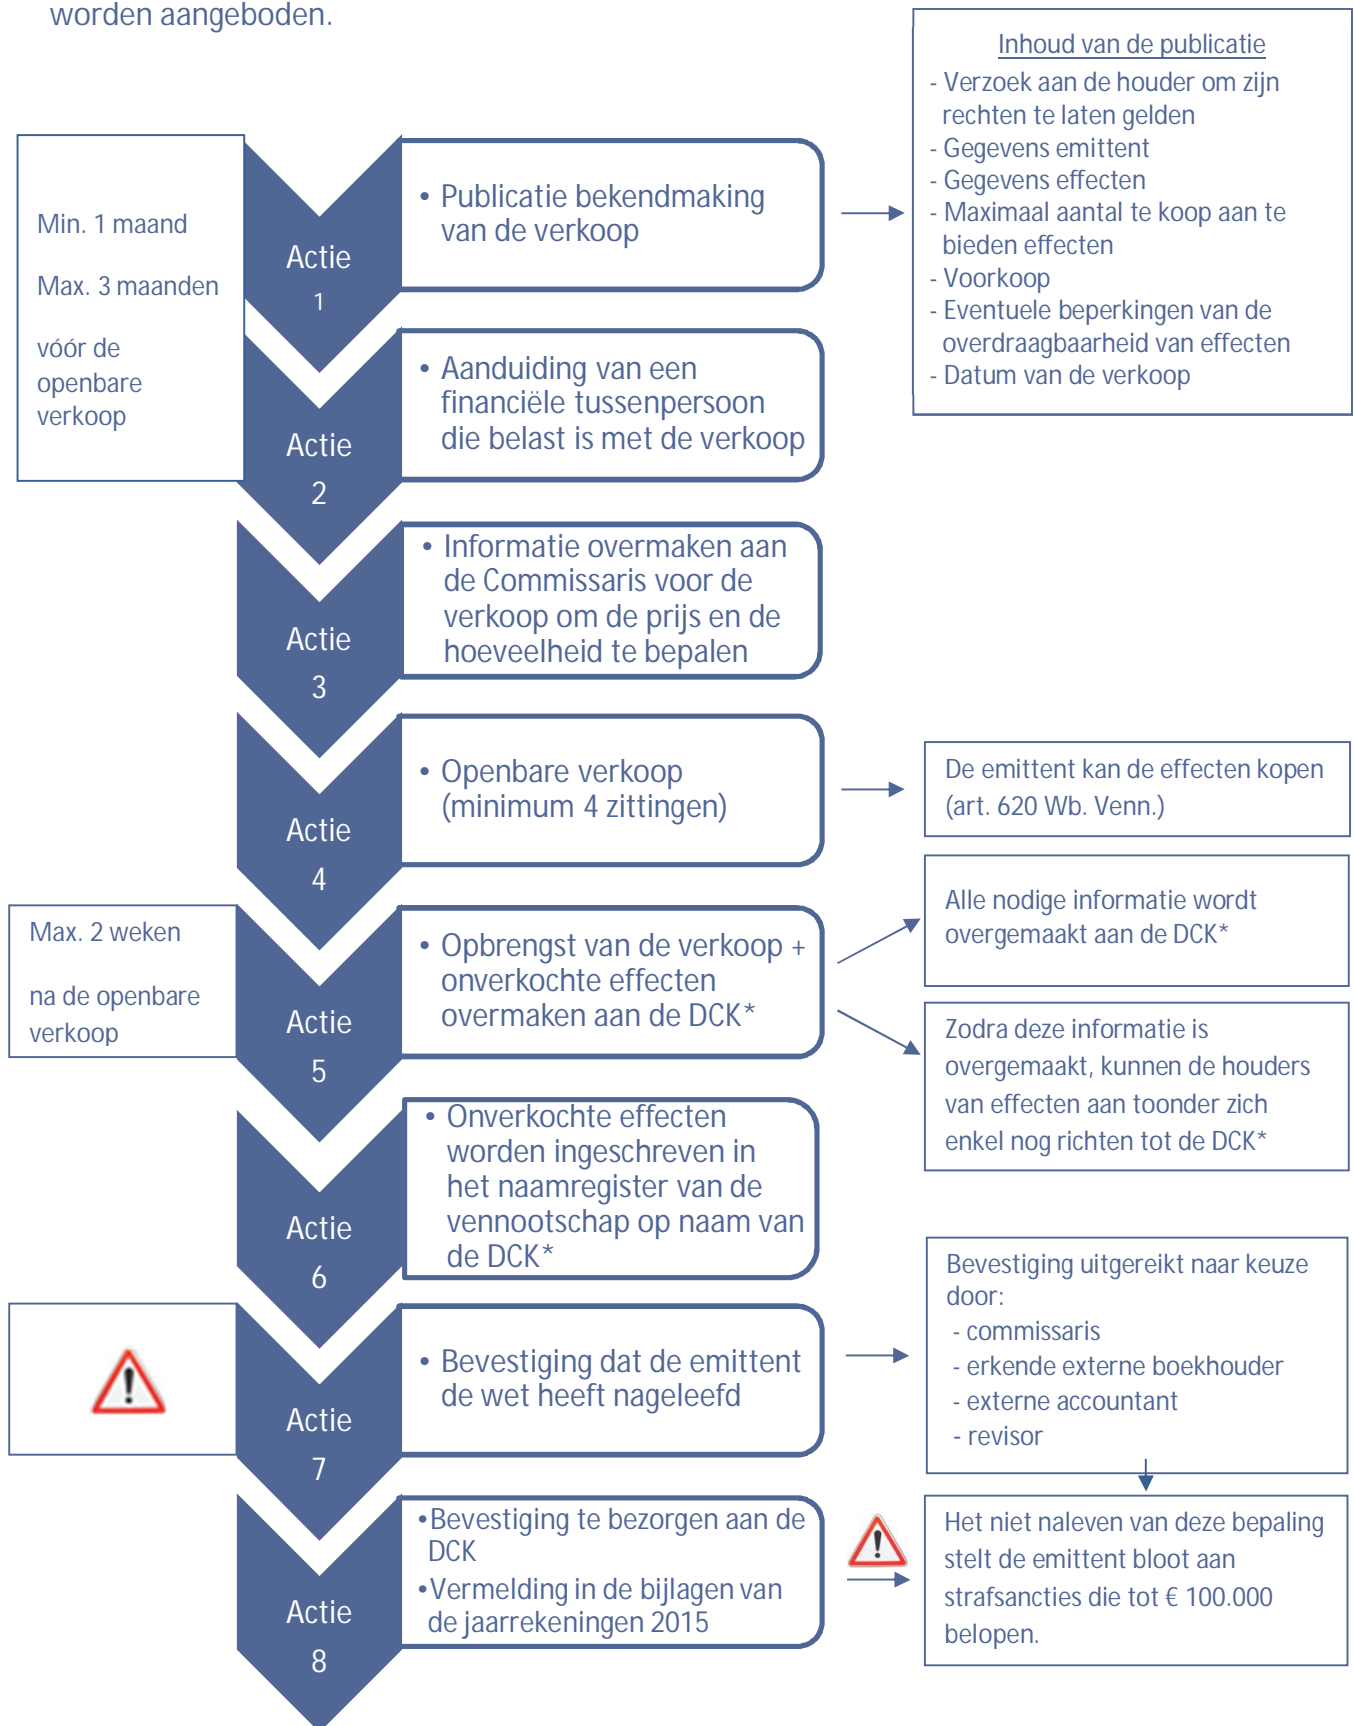 worden aangeboden.
Inhoud van de publicatie
- Verzoek aan de houder om zijn
rechten te laten gelden
- Gegevens emittent
- Gegevens effecten
- Maximaal aantal te koop aan te
bieden effecten
- Voorkoop
- Eventuele beperkingen van de
overdraagbaarheid van effecten
- Datum van de verkoop
Min. 1 maand
Max. 3 maanden
vóór de
openbare
verkoop
Actie
1
• Publicatie bekendmaking
van de verkoop
Actie
2
• Aanduiding van een
financiële tussenpersoon
die belast is met de verkoop
Actie
3
• Informatie overmaken aan
de Commissaris voor de
verkoop om de prijs en de
hoeveelheid te bepalen
Actie
4
• Openbare verkoop
(minimum 4 zittingen)
De emittent kan de effecten kopen
(art. 620 Wb. Venn.)
Max. 2 weken
na de openbare
verkoop
Actie
5
• Opbrengst van de verkoop +
onverkochte effecten
overmaken aan de DCK*
Alle nodige informatie wordt
overgemaakt aan de DCK*
Zodra deze informatie is
overgemaakt, kunnen de houders
van effecten aan toonder zich
enkel nog richten tot de DCK*
Actie
6
• Onverkochte effecten
worden ingeschreven in
het naamregister van de
vennootschap op naam van
de DCK*
Actie
7
• Bevestiging dat de emittent
de wet heeft nageleefd
Bevestiging uitgereikt naar keuze
door:
- commissaris
- erkende externe boekhouder
- externe accountant
- revisor
Actie
8
•Bevestiging te bezorgen aan de
DCK
•Vermelding in de bijlagen van
de jaarrekeningen 2015
Het niet naleven van deze bepaling
stelt de emittent bloot aan
strafsancties die tot € 100.000
belopen.